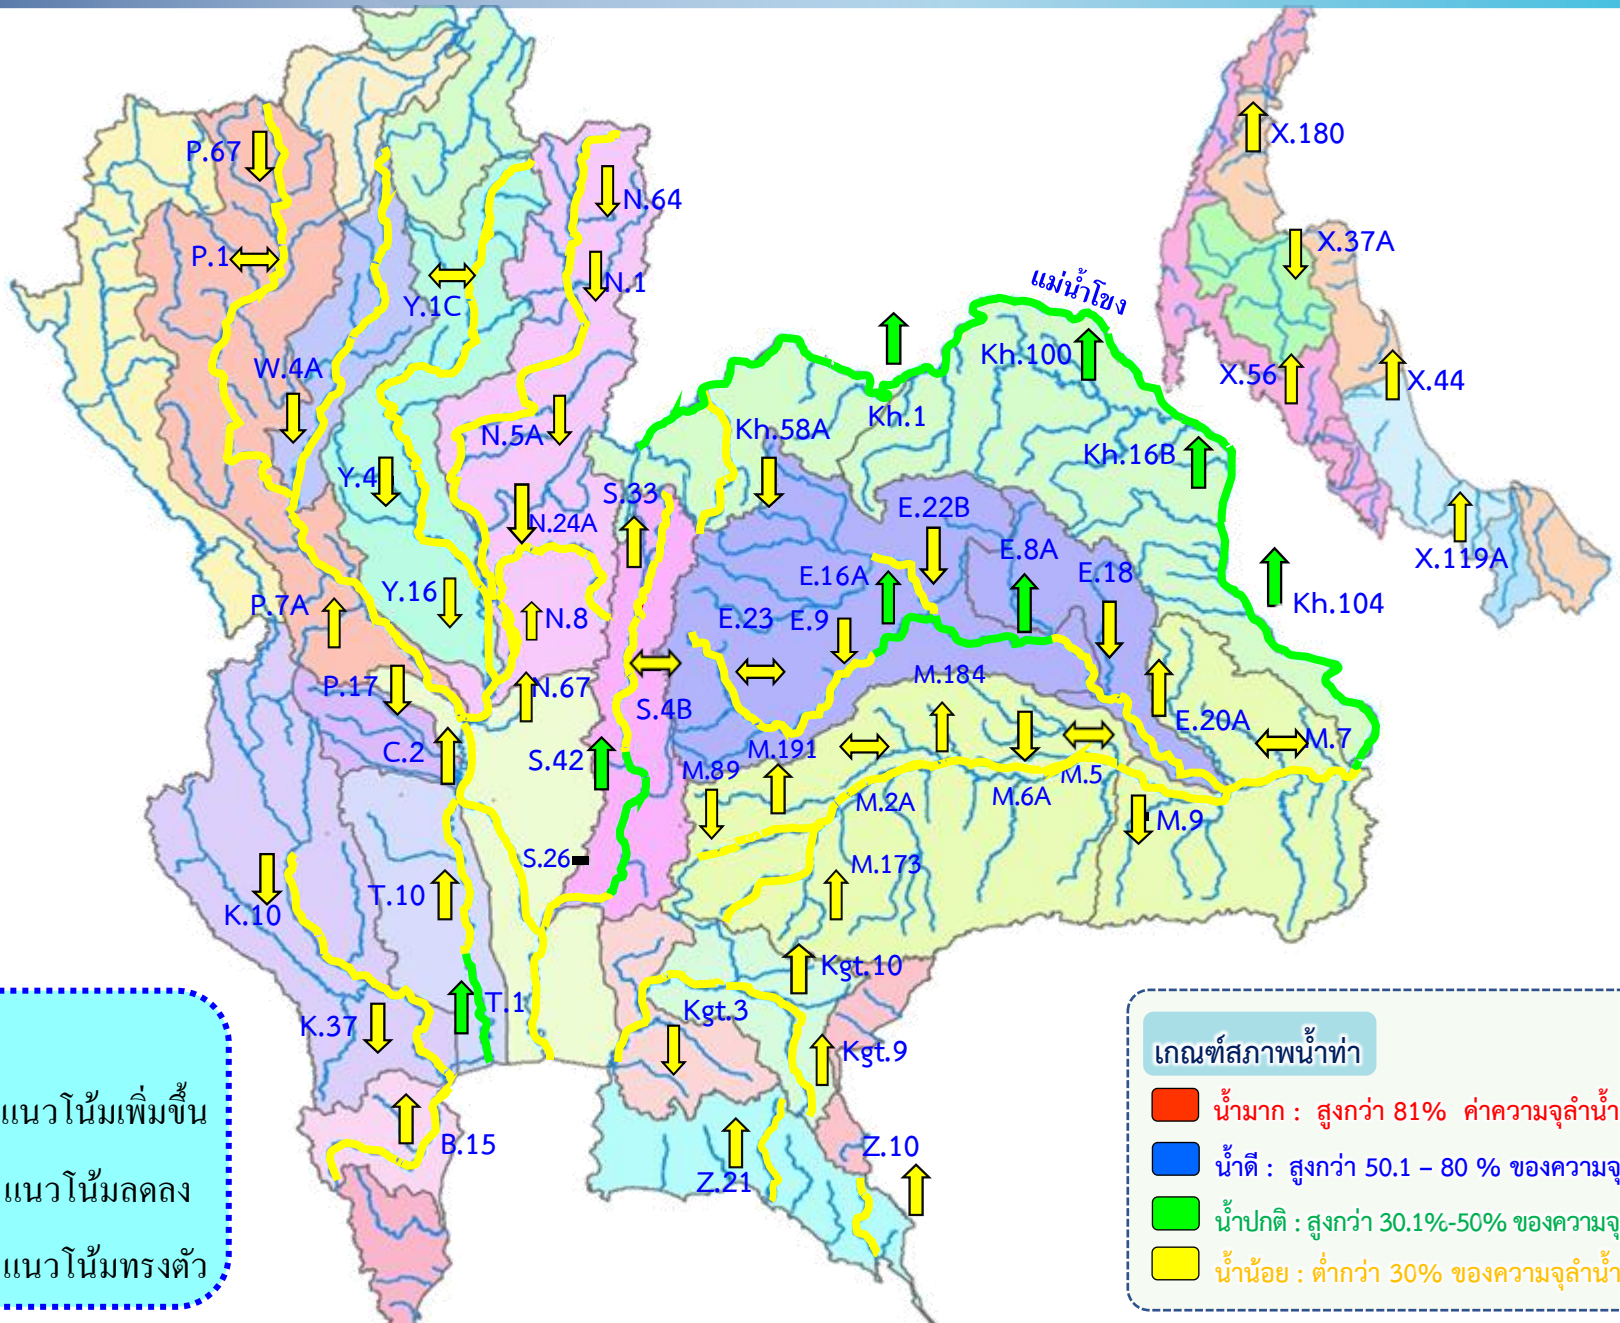 P.67
N.64
P.1
N.1
Y.1C
W.4A
N.5A
Y.4
N.24A
S.33
Y.16
P.7A
N.8
P.17
N.67
C.2
S.42
S.4B
S.26
T.10
K.10
T.1
K.37
B.15
แม่น้ำโขง
Kh.100
Kh.1
Kh.58A
Kh.16B
E.22B
E.8A
E.16A
E.18
Kh.104
E.23
E.9
M.184
E.20A
M.7
M.191
M.89
M.5
M.2A
M.6A
M.9
M.173
Kgt.10
Kgt.3
Kgt.9
Z.10
Z.21
X.180
X.37A
X.56
X.44
X.119A
แนวโน้มเพิ่มขึ้น
แนวโน้มลดลง
แนวโน้มทรงตัว
เกณฑ์สภาพน้ำท่า
น้ำมาก : สูงกว่า 81% ค่าความจุลำน้ำ
น้ำดี : สูงกว่า 50.1 – 80 % ของความจุ
น้ำปกติ : สูงกว่า 30.1%-50% ของความจุ
น้ำน้อย : ต่ำกว่า 30% ของความจุลำน้ำ